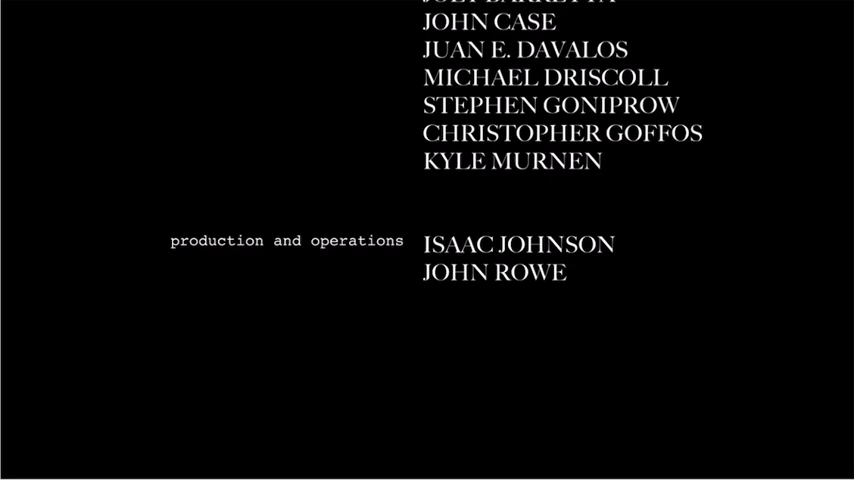 JOHN CASE
JUAN E. DAVALOS
MICHAEL DRISCOLL
STEPHEN GONIPROW
CHRISTOPHER GOFFOS
KYLE MURNEN
production and operations ISAAC JOHNSON
JOHN ROWE